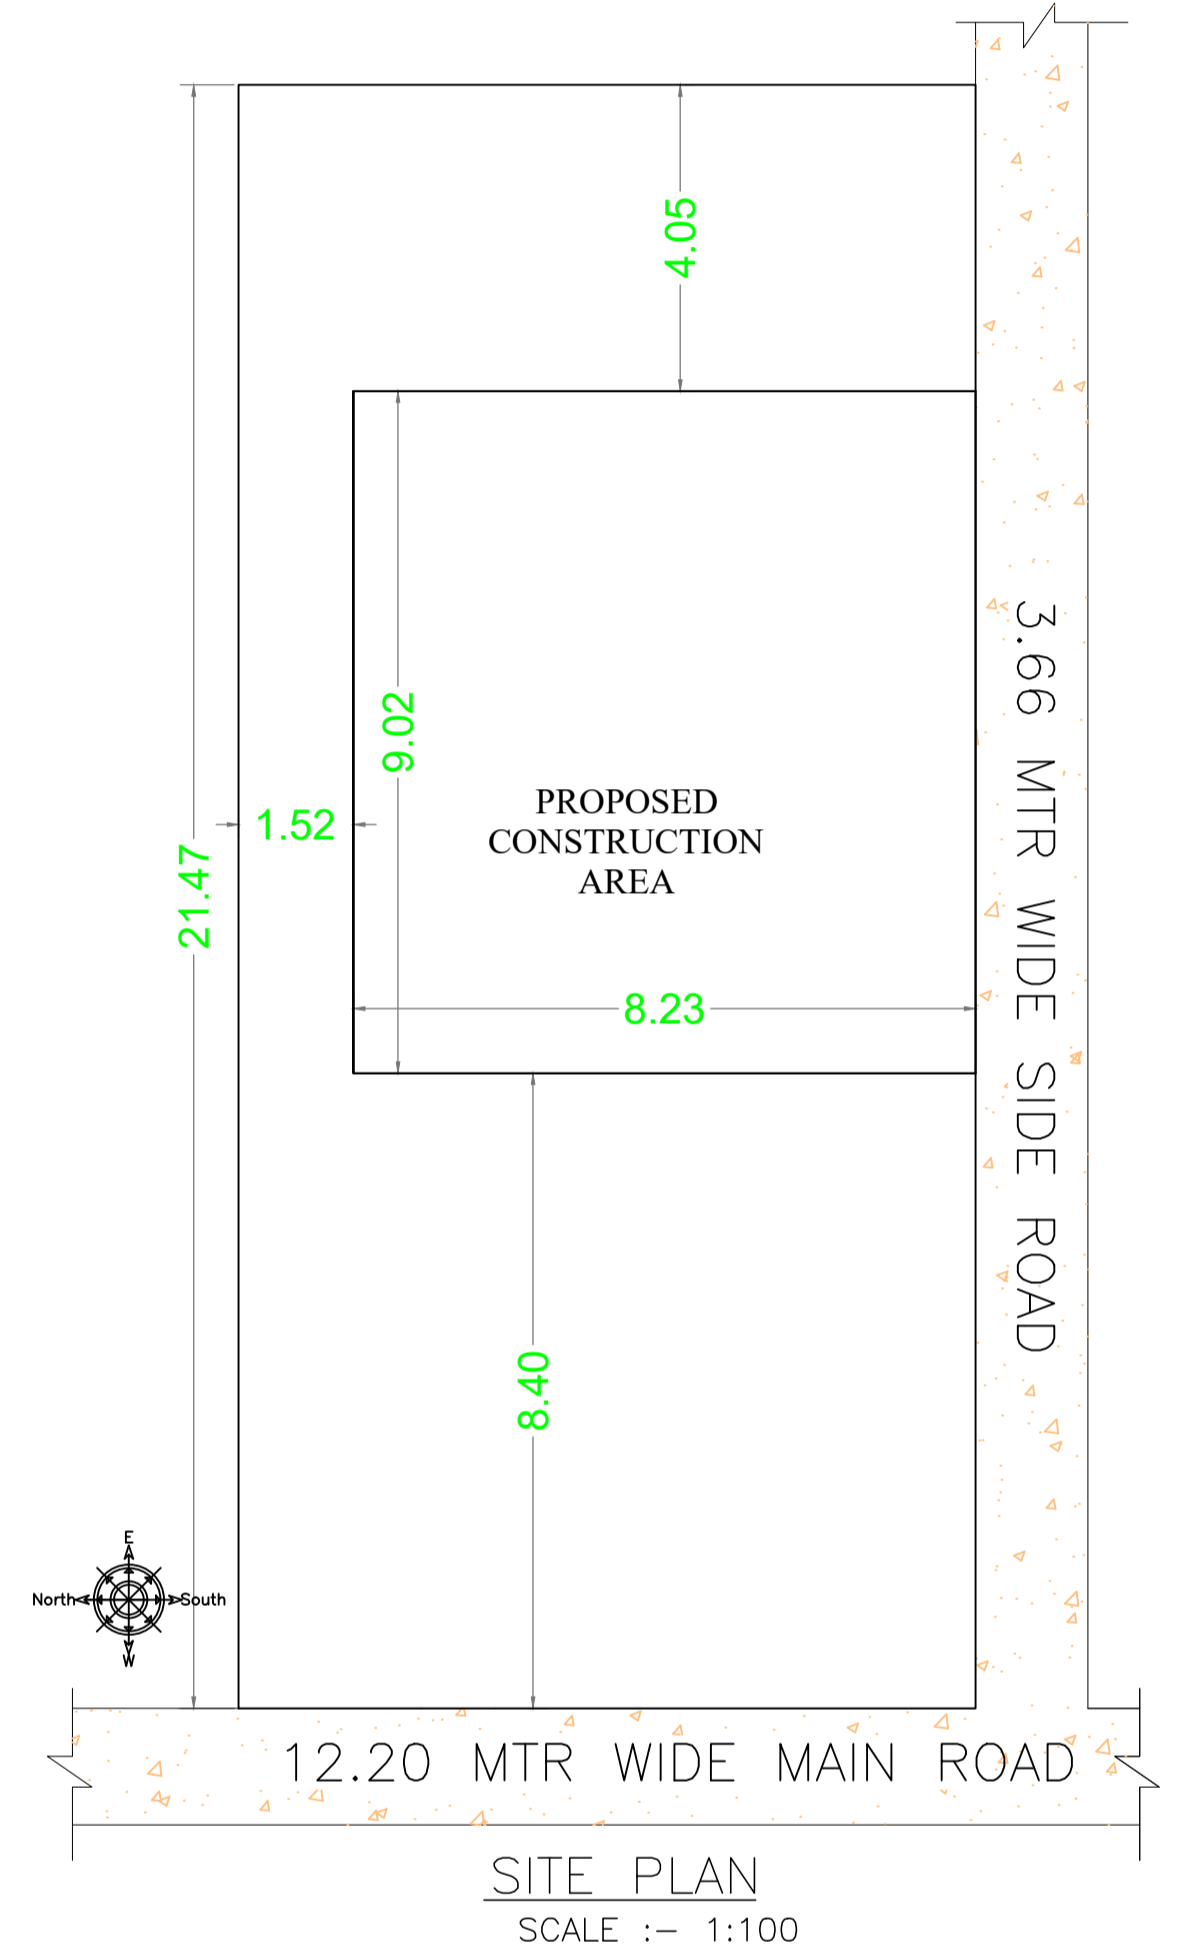 4.05
9.02
1.52
21.47
PROPOSED
CONSTRUCTION
AREA
8.23
3.66 MTR WIDE SIDE ROAD
8.40
E
North
South
W
12.20 MTR WIDE MAIN ROAD
SITE PLAN
SCALE :- 1:100